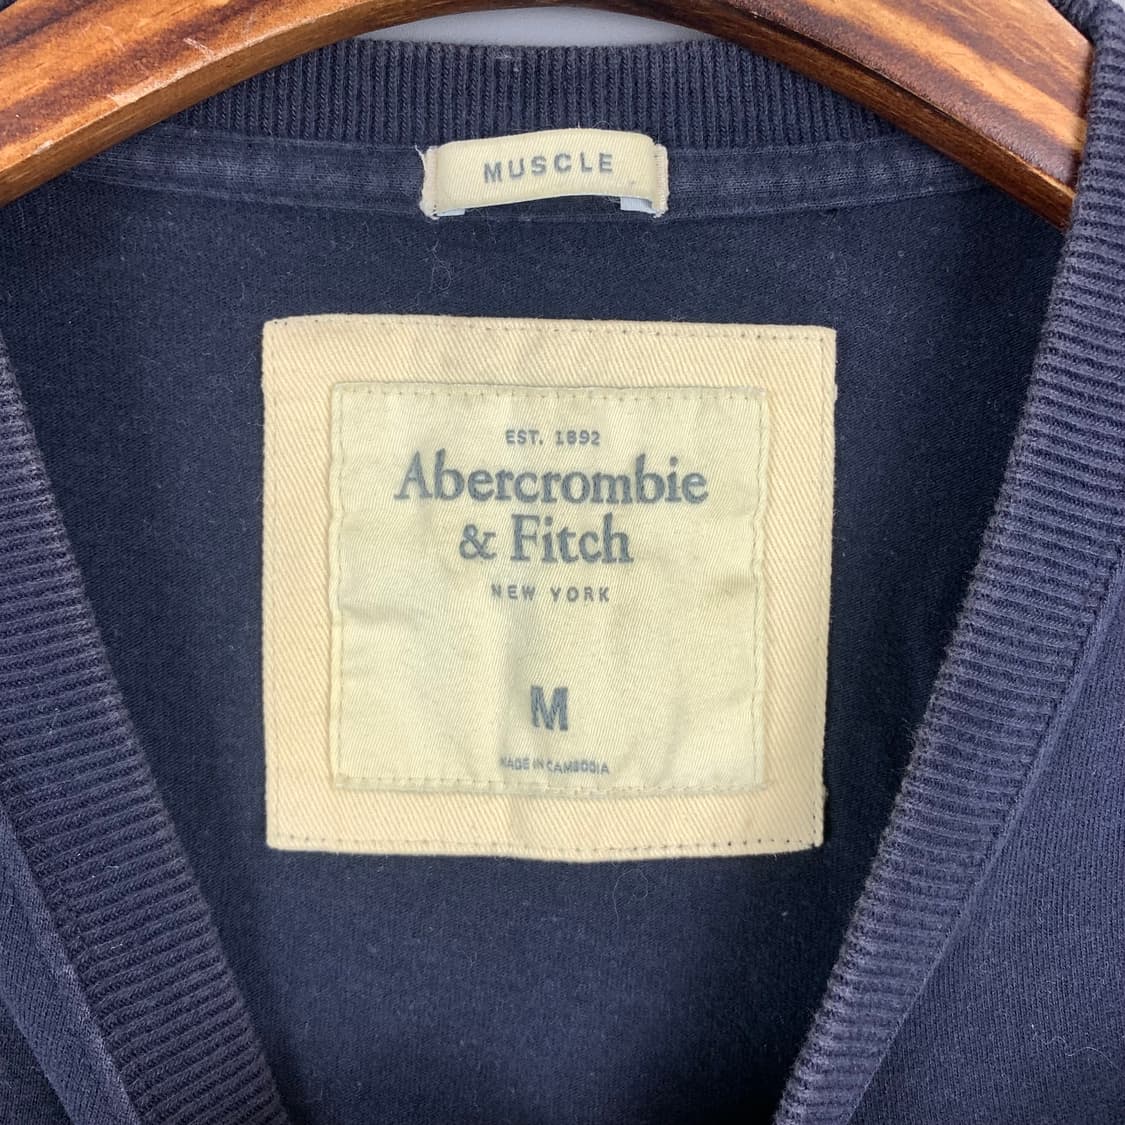 MUSCLE
EST. 1892
Abercrombie
& Fitch
NEW YORK
M
MADE IN CAMBODIA